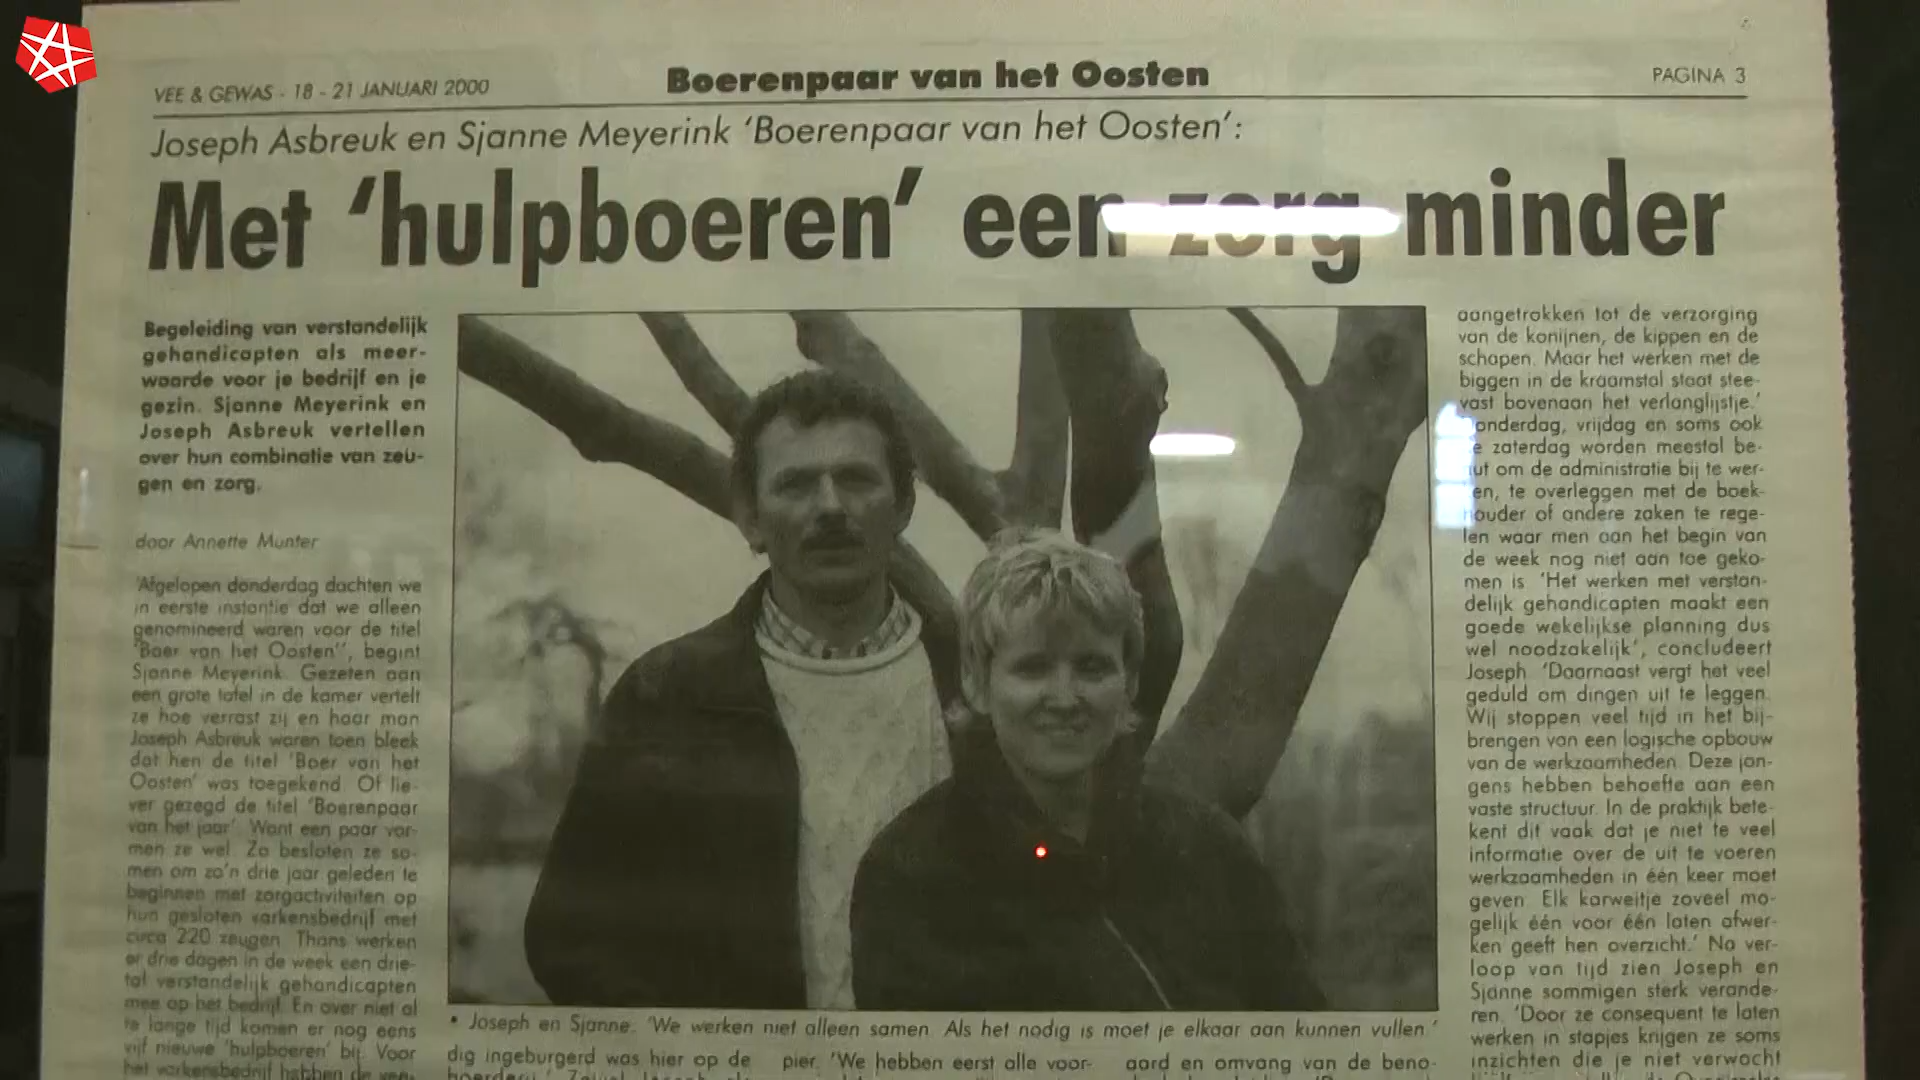 VEE & GEWAS - 18 - 21 JANUARI 2000
Boerenpaar van het Oosten
PAGINA 3
Joseph Asbreuk en Sjanne Meyerink ‘Boerenpaar van het Oosten’:
Met ‘hulpboeren’ een zorg minder
Begeleiding van verstandelijk
gehandicapten als meer-
waarde voor je bedrijf en je
gezin. Sjanne Meyerink en
Joseph Asbreuk vertellen
over hun combinatie van zeu-
gen en zorg.
door Annette Munter
‘Afgelopen donderdag dachten we
in eerste instantie dat we alleen
genomineerd waren voor de titel
‘‘Boer van het Oosten’’, begint
Sjanne Meyerink. Gezeten aan
een grote tafel in de kamer vertelt
ze hoe verrast zij en haar man
Joseph Asbreuk waren toen bleek
dat hen de titel ‘Boer van het
Oosten’ was toegekend. Of lie-
ver gezegd de titel ‘Boerenpaar
van het jaar’. Want een paar vor-
men ze wel. Zo besloten ze sa-
men om zo’n drie jaar geleden te
beginnen met zorgactiviteiten op
hun gesloten varkensbedrijf met
circa 220 zeugen. Thans werken
er drie dagen in de week een drie-
tal verstandelijk gehandicapten
mee op het bedrijf. En over niet al
te lange tijd komen er nog eens
vijf nieuwe ‘hulpboeren’ bij. Voor
het varkensbedrijf hebben de
• Joseph en Sjanne: ‘We werken niet alleen samen. Als het nodig is moet je elkaar aan kunnen vullen.’
dig ingeburgerd was hier op de
pier. ‘We hebben eerst alle voor-
aard en omvang van de beno-
aangetrokken tot de verzorging
van de konijnen, de kippen en de
schapen. Maar het werken met de
biggen in de kraamstal staat stee-
vast bovenaan het verlanglijstje.’
onderdag, vrijdag en soms ook
e zaterdag worden meestal be-
ut om de administratie bij te wer-
en, te overleggen met de boek-
houder of andere zaken te rege-
len waar men aan het begin van
de week nog niet aan toe geko-
men is. ‘Het werken met verstan-
delijk gehandicapten maakt een
goede wekelijkse planning dus
wel noodzakelijk’, concludeert
Joseph. ‘Daarnaast vergt het veel
geduld om dingen uit te leggen.
Wij stoppen veel tijd in het bij-
brengen van een logische opbouw
van de werkzaamheden. Deze jon-
gens hebben behoefte aan een
vaste structuur. In de praktijk bete-
kent dit vaak dat je niet te veel
informatie over de uit te voeren
werkzaamheden in één keer moet
geven. Elk karweitje zoveel mo-
gelijk één voor één laten afwer-
ken geeft hen overzicht.’ Na ver-
loop van tijd zien Joseph en
Sjanne sommigen sterk verande-
ren. ‘Door ze consequent te laten
werken in stapjes krijgen ze soms
inzichten die je niet verwacht